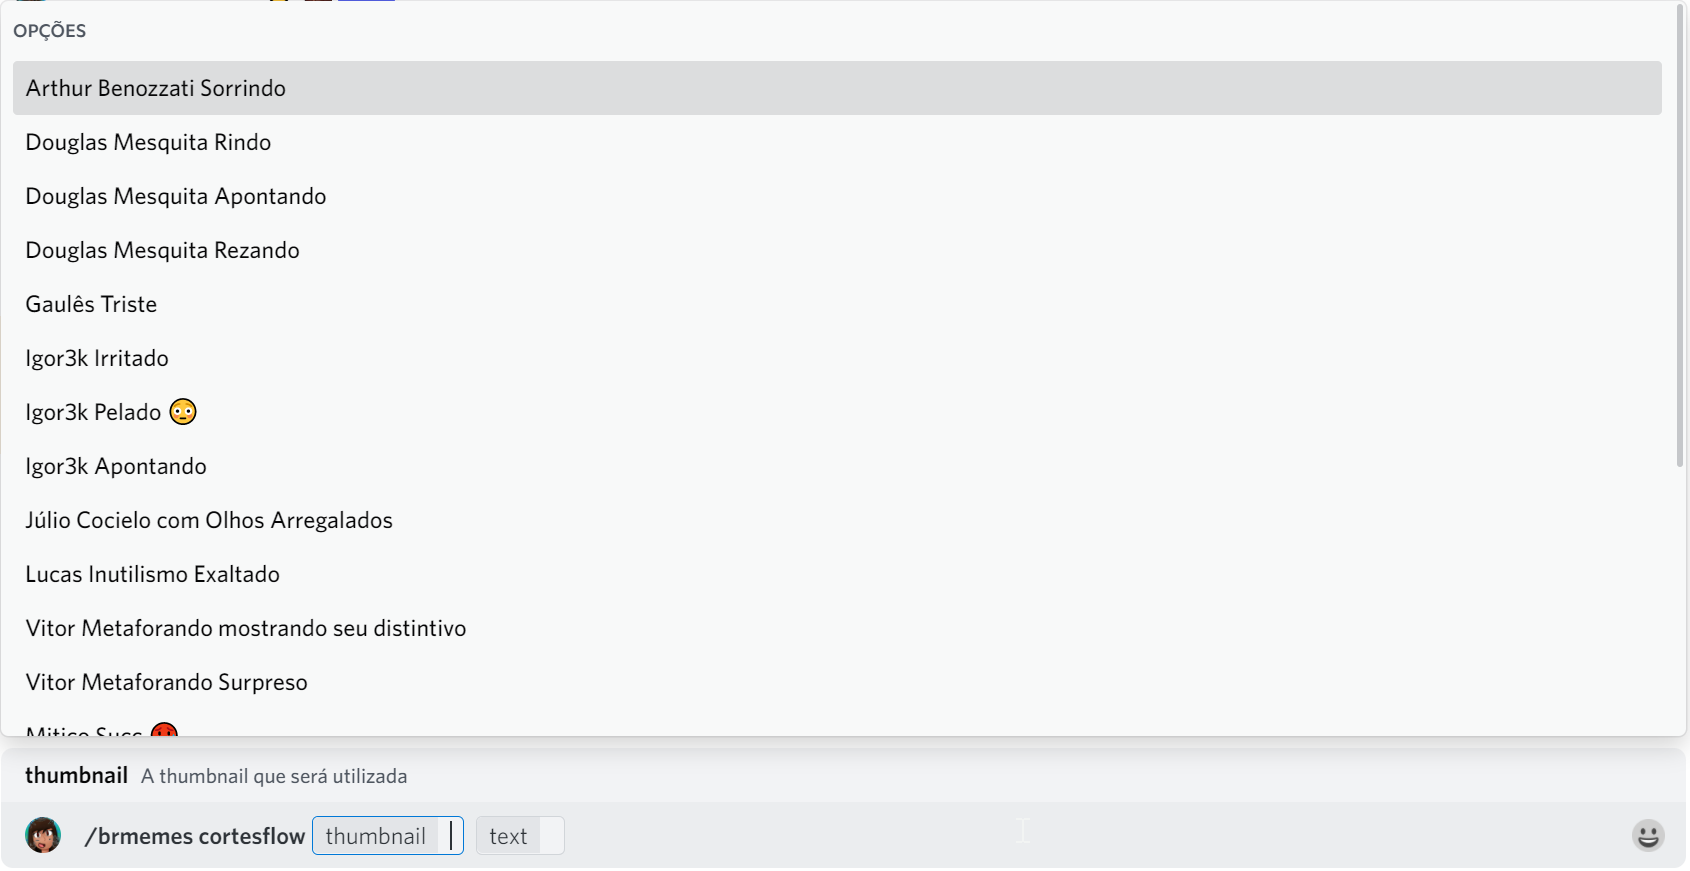 OPÇÕES
Arthur Benozzati Sorrindo
Douglas Mesquita Rindo
Douglas Mesquita Apontando
Douglas Mesquita Rezando
Gaulês Triste
Igor3k Irritado
Igor3k Pelado 😳
Igor3k Apontando
Júlio Cocielo com Olhos Arregalados
Lucas Inutilismo Exaltado
Vitor Metaforando mostrando seu distintivo
Vitor Metaforando Surpreso
Mitico Succ
thumbnail A thumbnail que será utilizada
/brmemes cortesflow thumbnail text